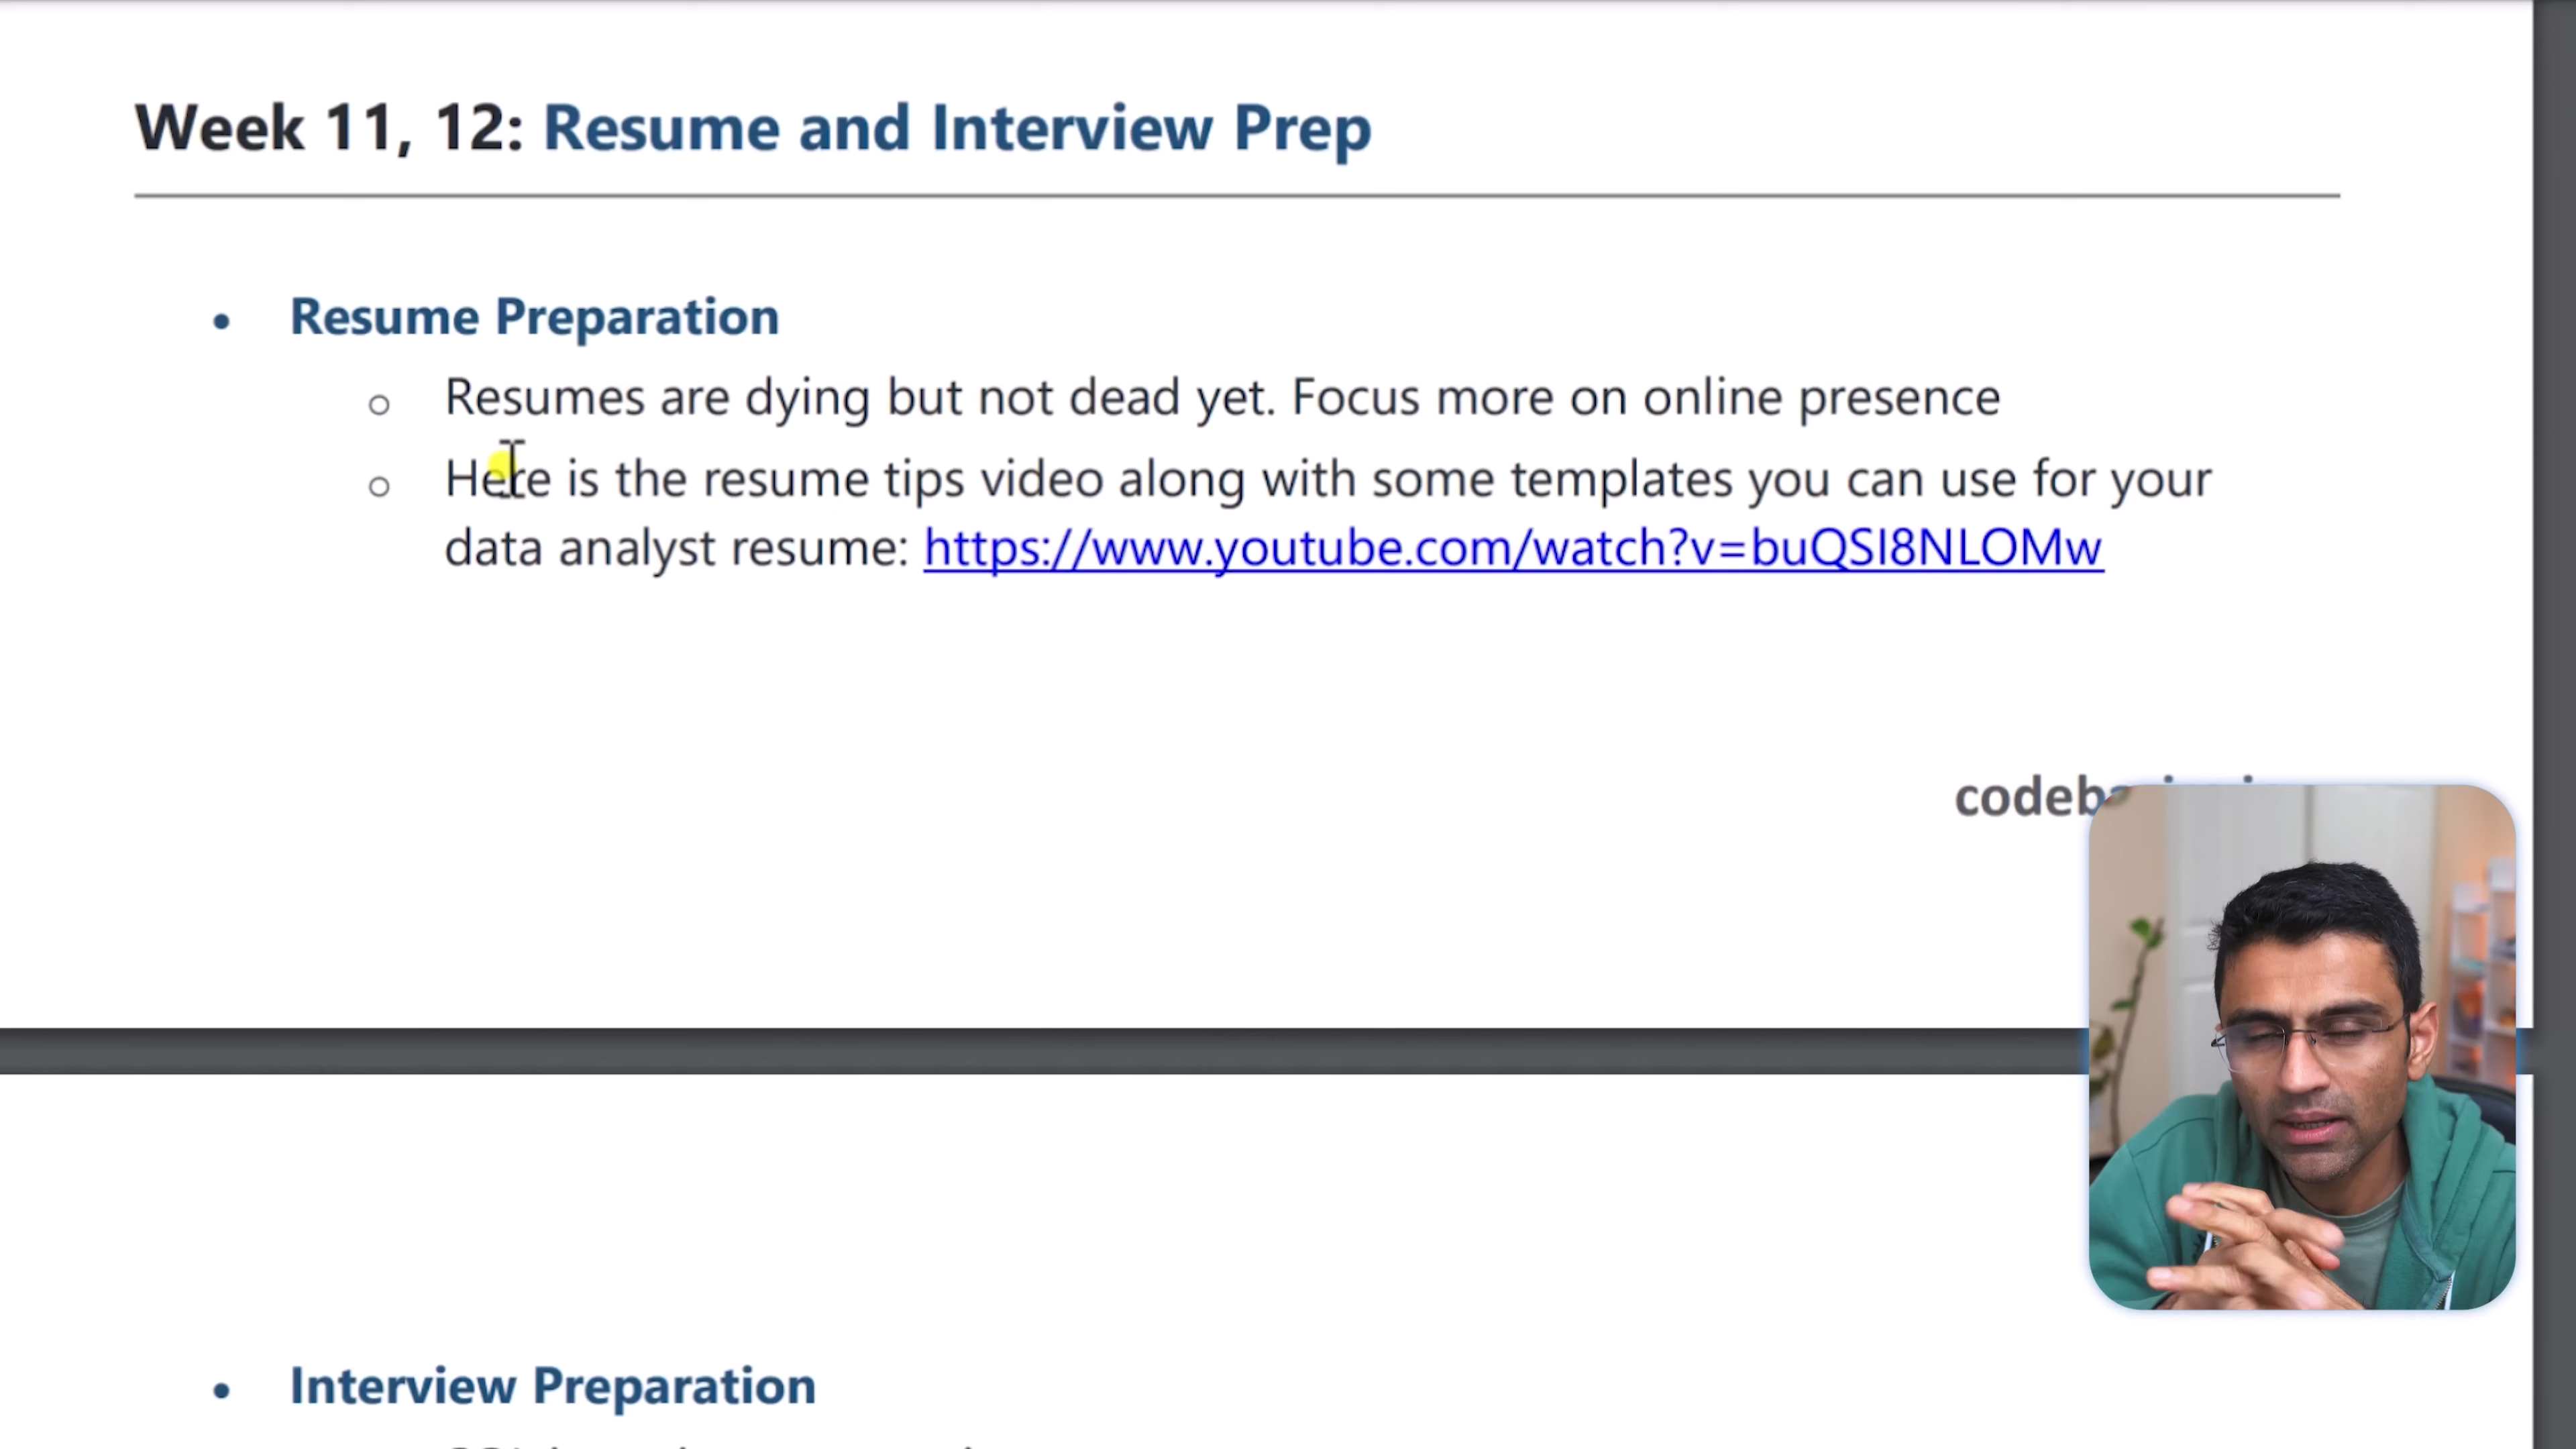 Week 11, 12: Resume and Interview Prep
• Resume Preparation
o Resumes are dying but not dead yet. Focus more on online presence
o Here is the resume tips video along with some templates you can use for your
data analyst resume: https://www.youtube.com/watch?v=buQSI8NLOMw
• Interview Preparation